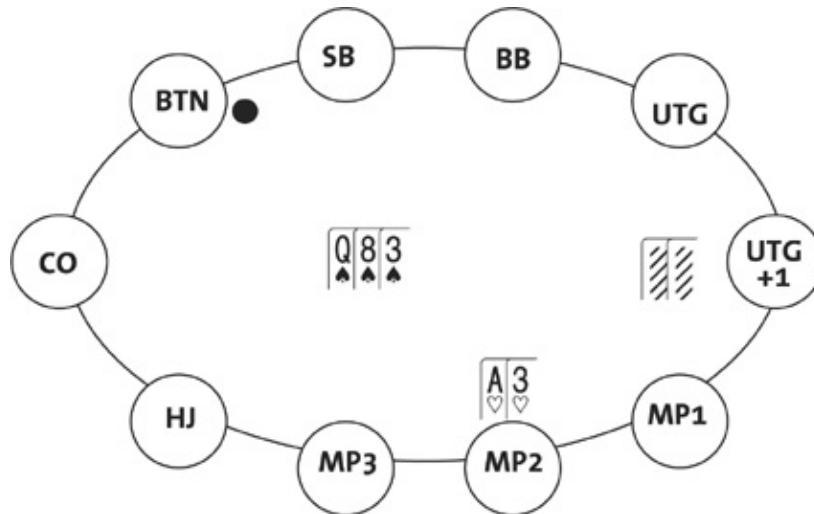 SB
BB
BTN
UTG
Q♠ 8♠ 3♠
CO
UTG
+1
A♡ 3♡
HJ
MP1
MP3
MP2